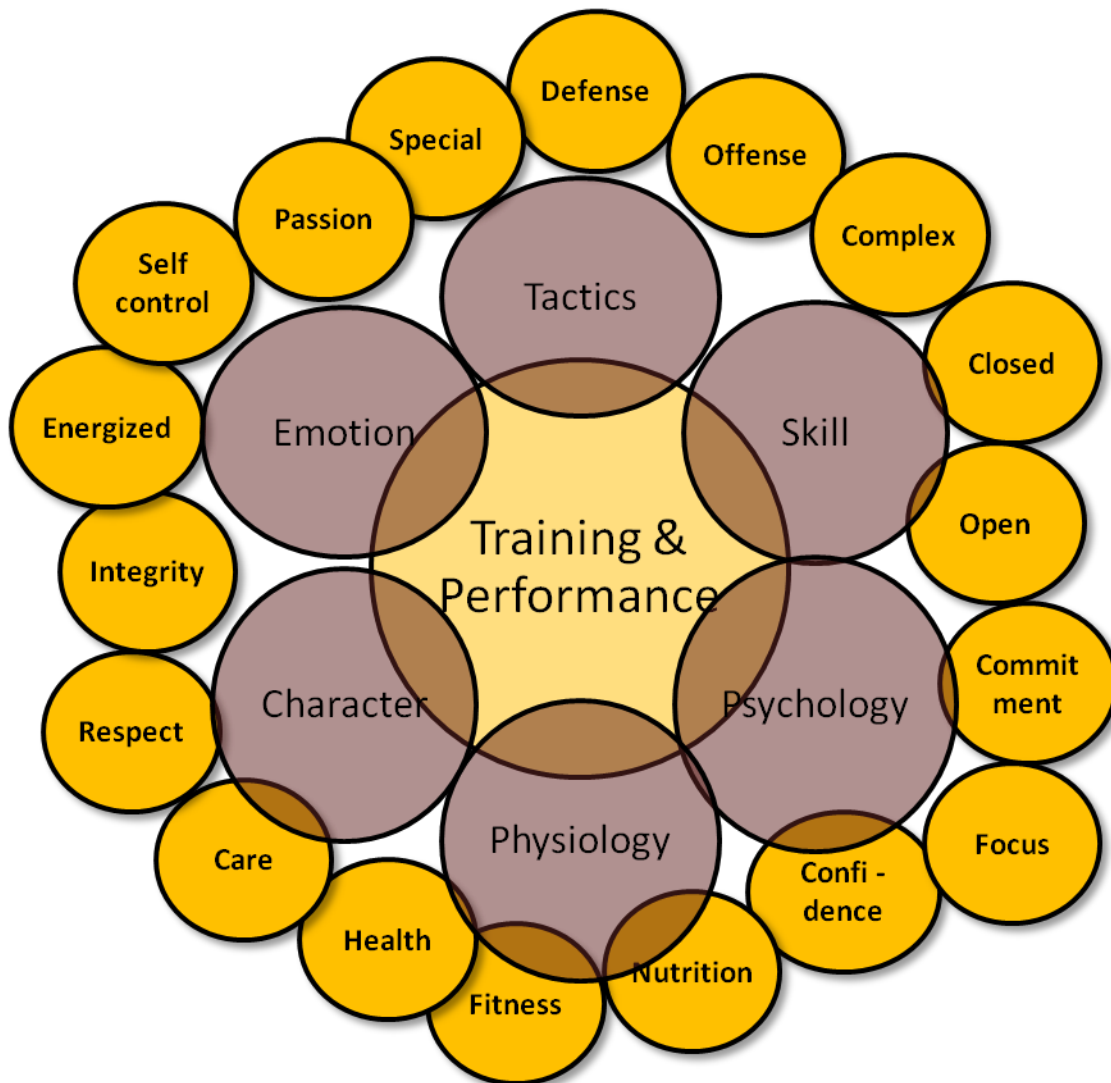 Defense
Special
Offense
Passion
Complex
Self
control
Tactics
Closed
Energized
Emotion
Skill
Open
Training &
Performance
Integrity
Commit
ment
Respect
Character
Psychology
Physiology
Focus
Care
Confi -
dence
Health
Nutrition
Fitness